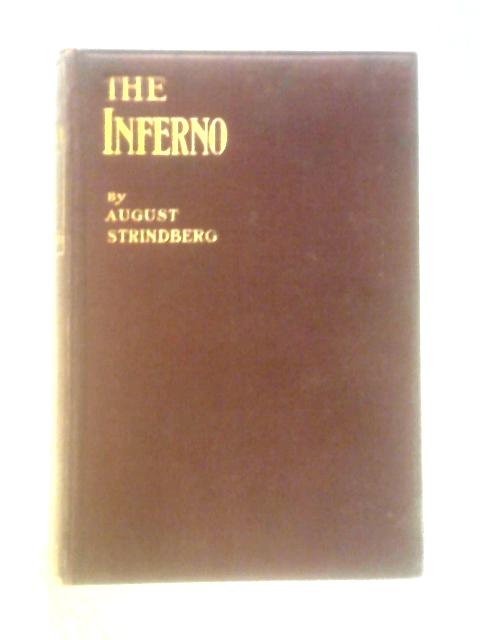 THE
INFERNO
By
AUGUST
STRINDBERG